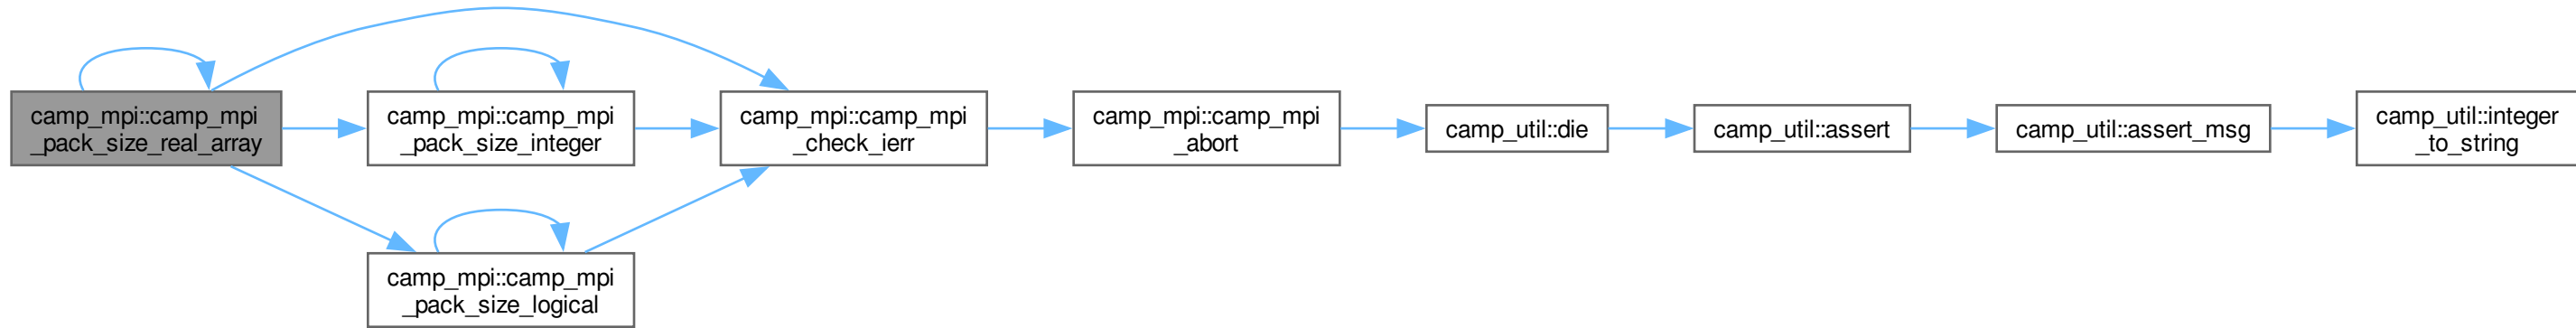 camp_mpi::camp_mpi
_pack_size_real_array
camp_mpi::camp_mpi
_pack_size_integer
camp_mpi::camp_mpi
_check_ierr
camp_mpi::camp_mpi
_abort
camp_util::die
camp_util::assert
camp_util::assert_msg
camp_util::integer
_to_string
camp_mpi::camp_mpi
_pack_size_logical